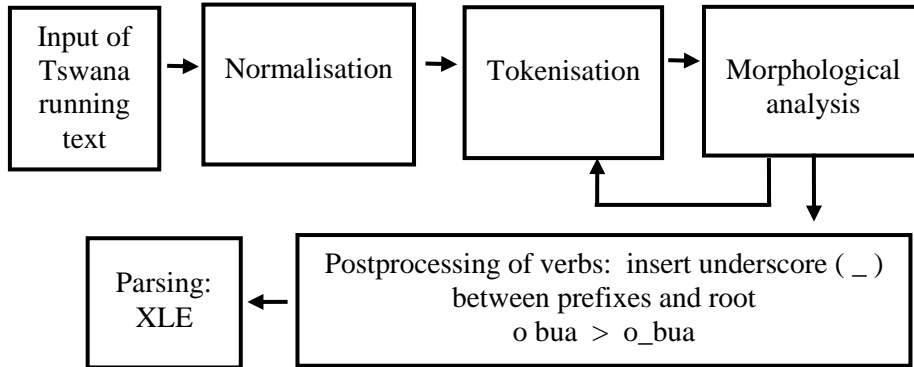 Input of
Tswana
running
text
Normalisation
Tokenisation
Morphological
analysis
Postprocessing of verbs:  insert underscore ( _ )
between prefixes and root
o bua  >  o_bua
Parsing:
XLE